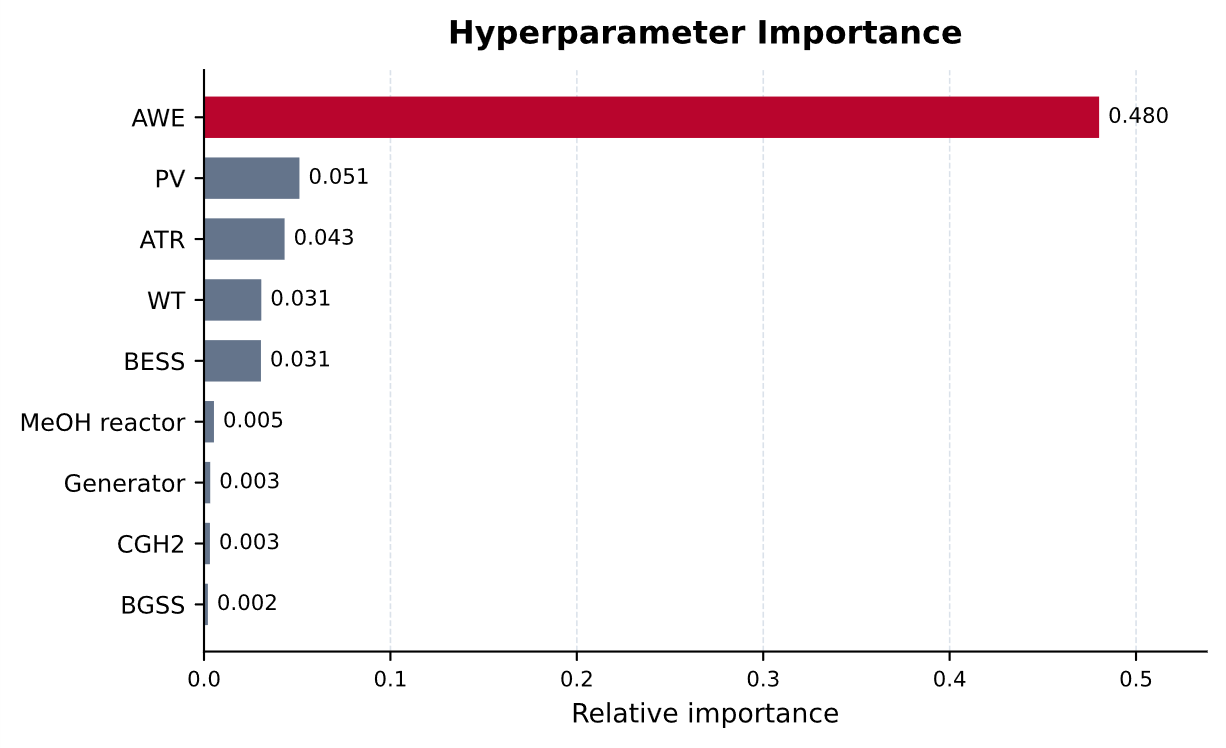 Hyperparameter Importance
AWE 0.480
PV 0.051
ATR 0.043
WT 0.031
BESS 0.031
MeOH reactor 0.005
Generator 0.003
CGH2 0.003
BGSS 0.002
0.0 0.1 0.2 0.3 0.4 0.5
Relative importance